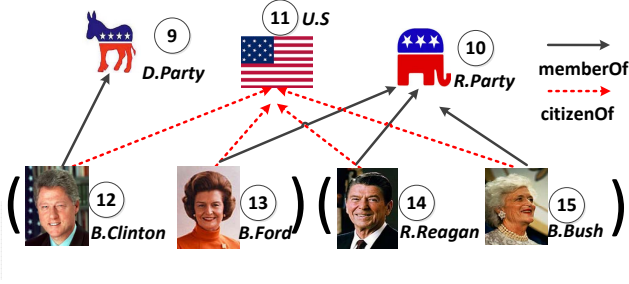 9
D.Party
11 U.S
10
R.Party
memberOf
citizenOf
( 12
B.Clinton
13 )
B.Ford
( 14
R.Reagan
15 )
B.Bush